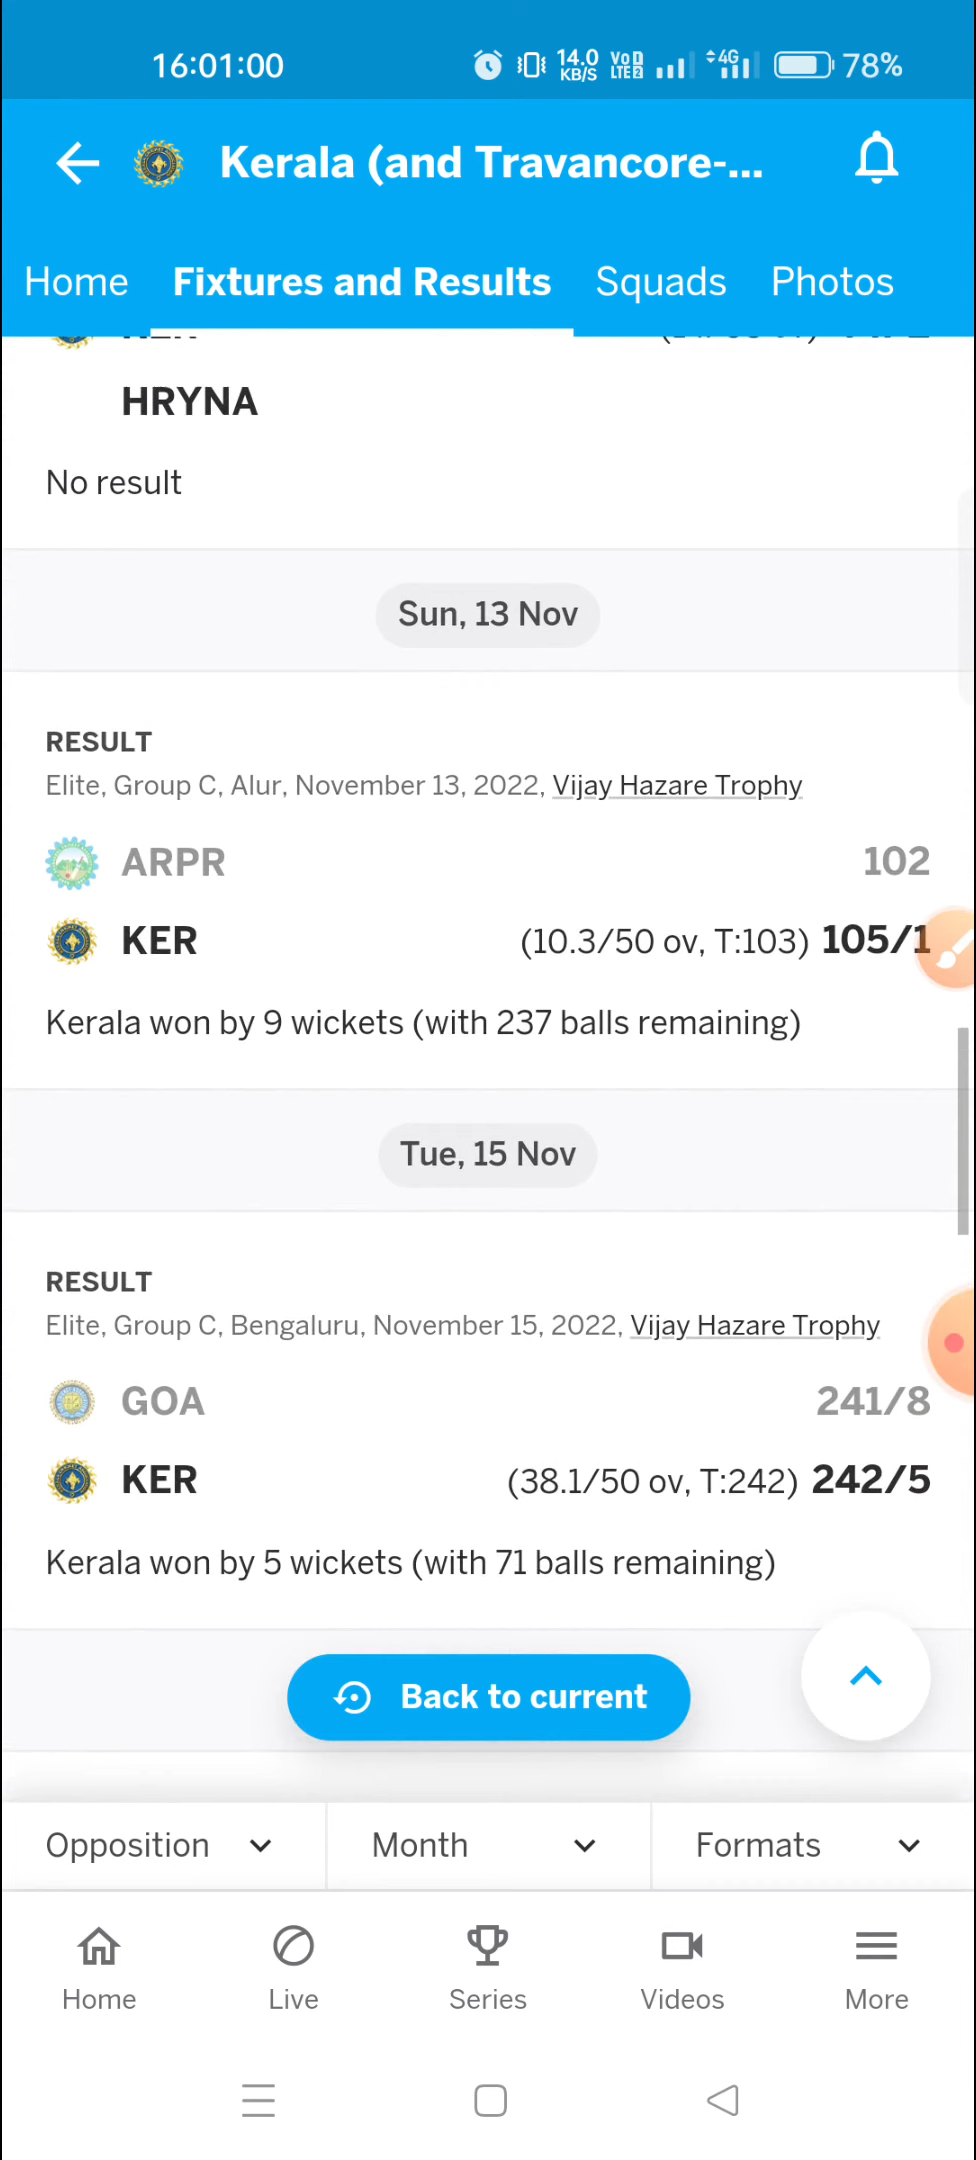 16:01:00 14.0 KB/S VoD LTE 2 4G 78%
Kerala (and Travancore-...
Home Fixtures and Results Squads Photos
HRYNA
No result
Sun, 13 Nov
RESULT
Elite, Group C, Alur, November 13, 2022, Vijay Hazare Trophy
ARPR 102
KER (10.3/50 ov, T:103) 105/1
Kerala won by 9 wickets (with 237 balls remaining)
Tue, 15 Nov
RESULT
Elite, Group C, Bengaluru, November 15, 2022, Vijay Hazare Trophy
GOA 241/8
KER (38.1/50 ov, T:242) 242/5
Kerala won by 5 wickets (with 71 balls remaining)
Back to current
Opposition Month Formats
Home Live Series Videos More